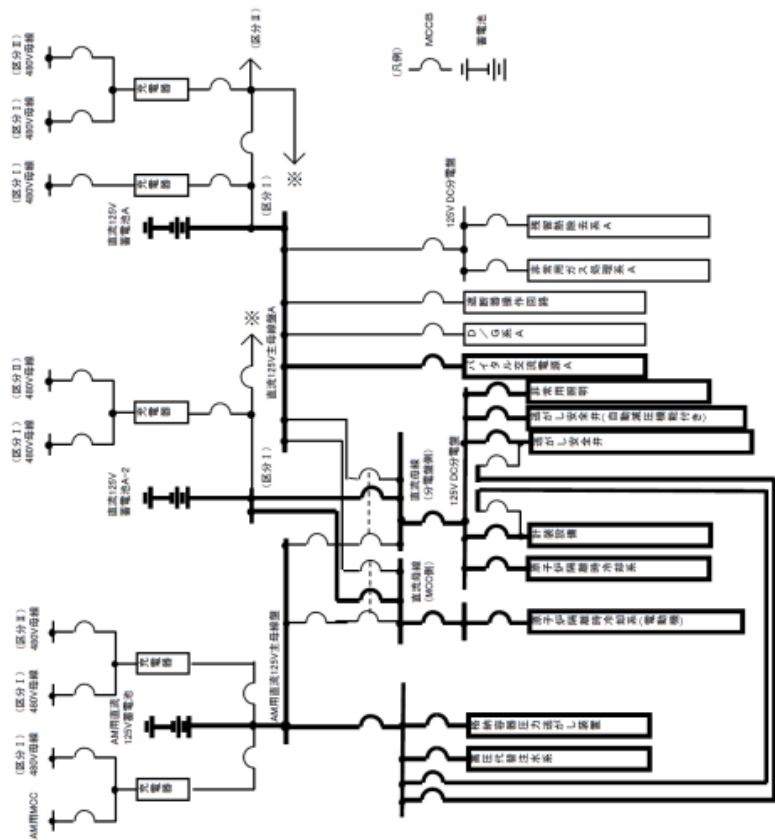 AM用MCC
(区分Ⅰ)
480V母線
(区分Ⅰ)
480V母線
(区分Ⅱ)
480V母線
充電器
充電器
AM用直流
125V蓄電池
AM用直流125V主母線盤
(区分Ⅰ)
480V母線
(区分Ⅱ)
480V母線
充電器
直流125V
蓄電池A-2
(区分Ⅰ)
※
(区分Ⅰ)
480V母線
(区分Ⅰ)
480V母線
(区分Ⅱ)
480V母線
充電器
充電器
直流125V
蓄電池A
(区分Ⅰ)
(区分Ⅱ)
※
直流125V主母線盤A
直流母線
(MCC側)
直流母線
(分電盤側)
125V DC分電盤
125V DC分電盤
格納容器圧力逃がし装置
高圧代替注水系
原子炉隔離時冷却系(電動機)
原子炉隔離時冷却系
計装設備
逃がし安全弁
逃がし安全弁(自動減圧機能付き)
非常用照明
バイタル交流電源A
D/G系A
遮断器操作回路
非常用ガス処理系A
残留熱除去系A
(凡例)
MCCB
蓄電池